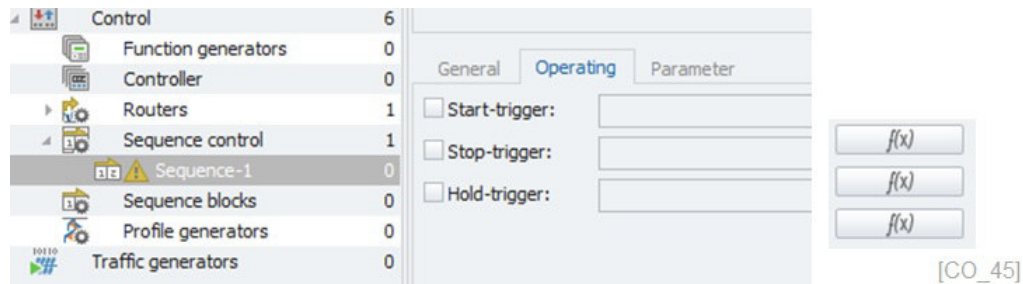 Control 6
Function generators 0
Controller 0
Routers 1
Sequence control 1
Sequence-1 0
Sequence blocks 0
Profile generators 0
Traffic generators 0
General Operating Parameter
Start-trigger:
Stop-trigger:
Hold-trigger:
f(x)
f(x)
f(x)
[CO_45]